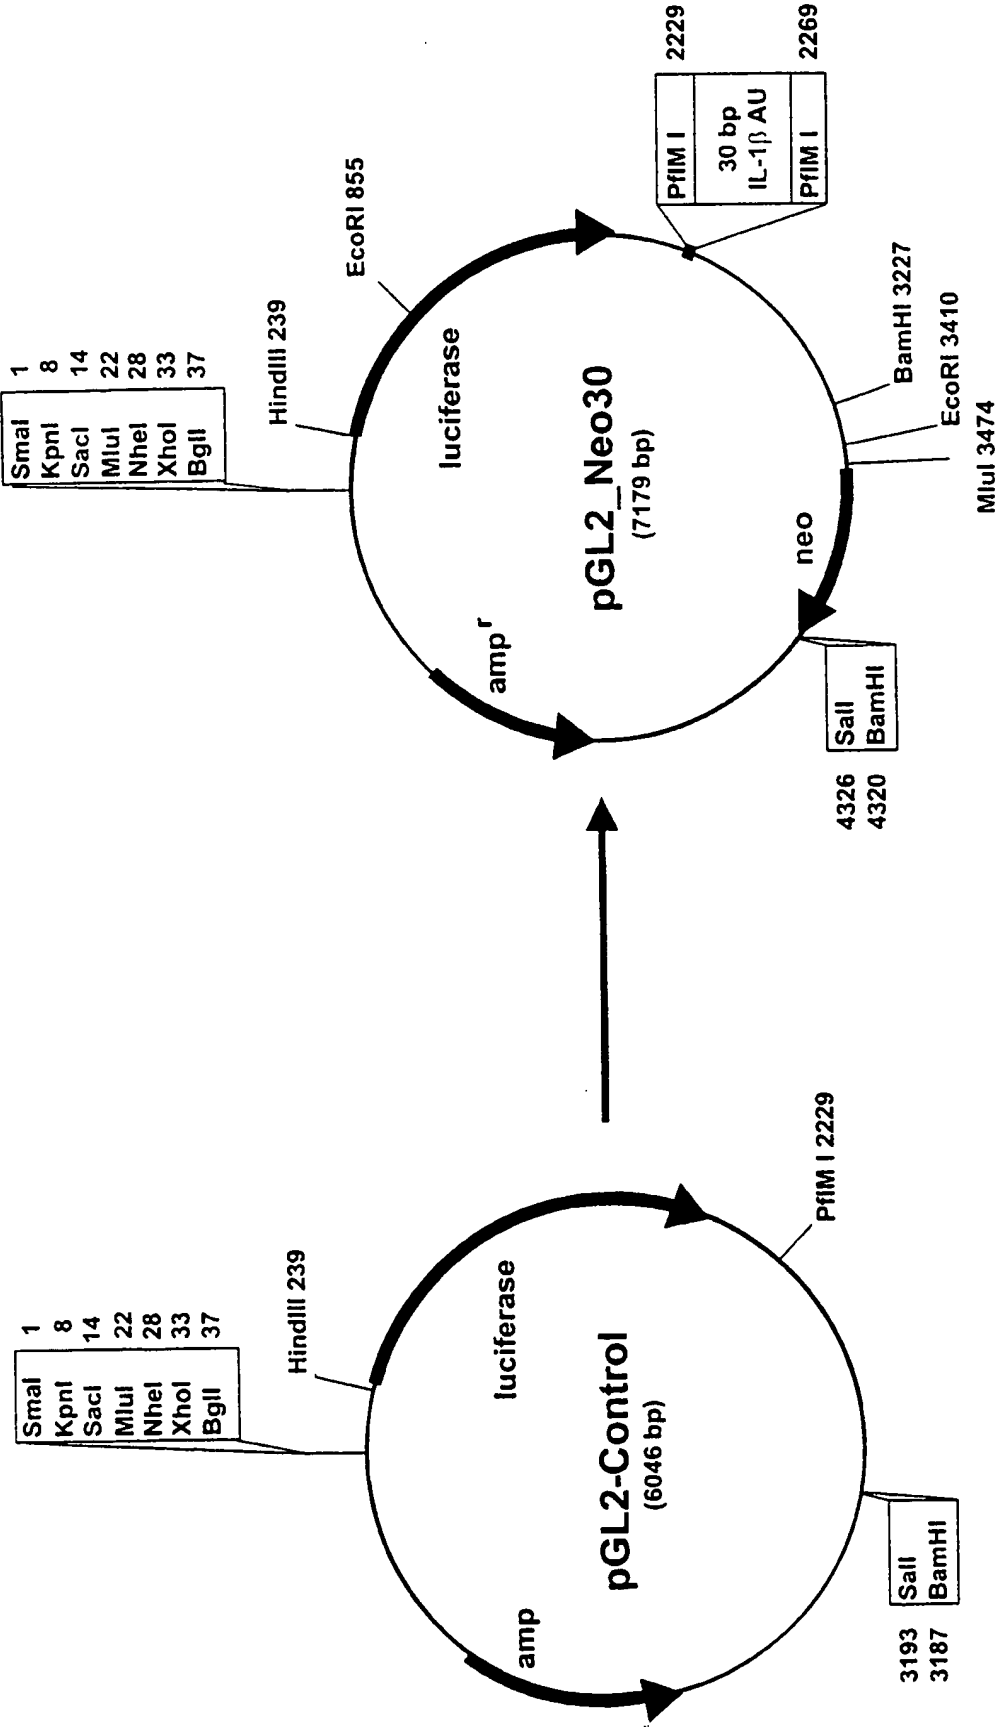 SmaI 1
KpnI 8
SacI 14
MluI 22
NheI 28
XhoI 33
BglI 37
HindIII 239
luciferase
PflM I 2229
3193 SalI
3187 BamHI
amp
pGL2-Control
(6046 bp)
SmaI 1
KpnI 8
SacI 14
MluI 22
NheI 28
XhoI 33
BglI 37
HindIII 239
EcoRI 855
luciferase
PflM I 2229
30 bp
IL-1β AU
PflM I 2269
BamHI 3227
EcoRI 3410
MluI 3474
neo
4326 SalI
4320 BamHI
amp r
pGL2_Neo30
(7179 bp)